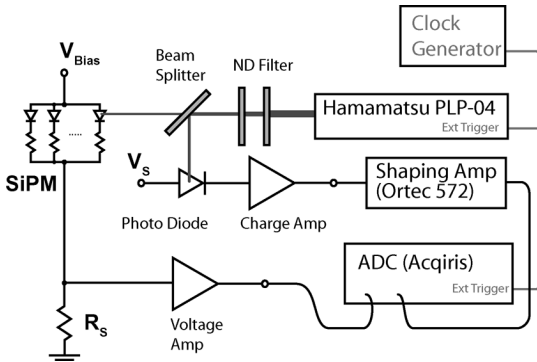 Clock
Generator
V Bias
Beam
Splitter
ND Filter
Hamamatsu PLP-04
Ext Trigger
.....
SiPM
V S
Photo Diode
Charge Amp
Shaping Amp
(Ortec 572)
ADC (Acqiris)
Ext Trigger
R S
Voltage
Amp